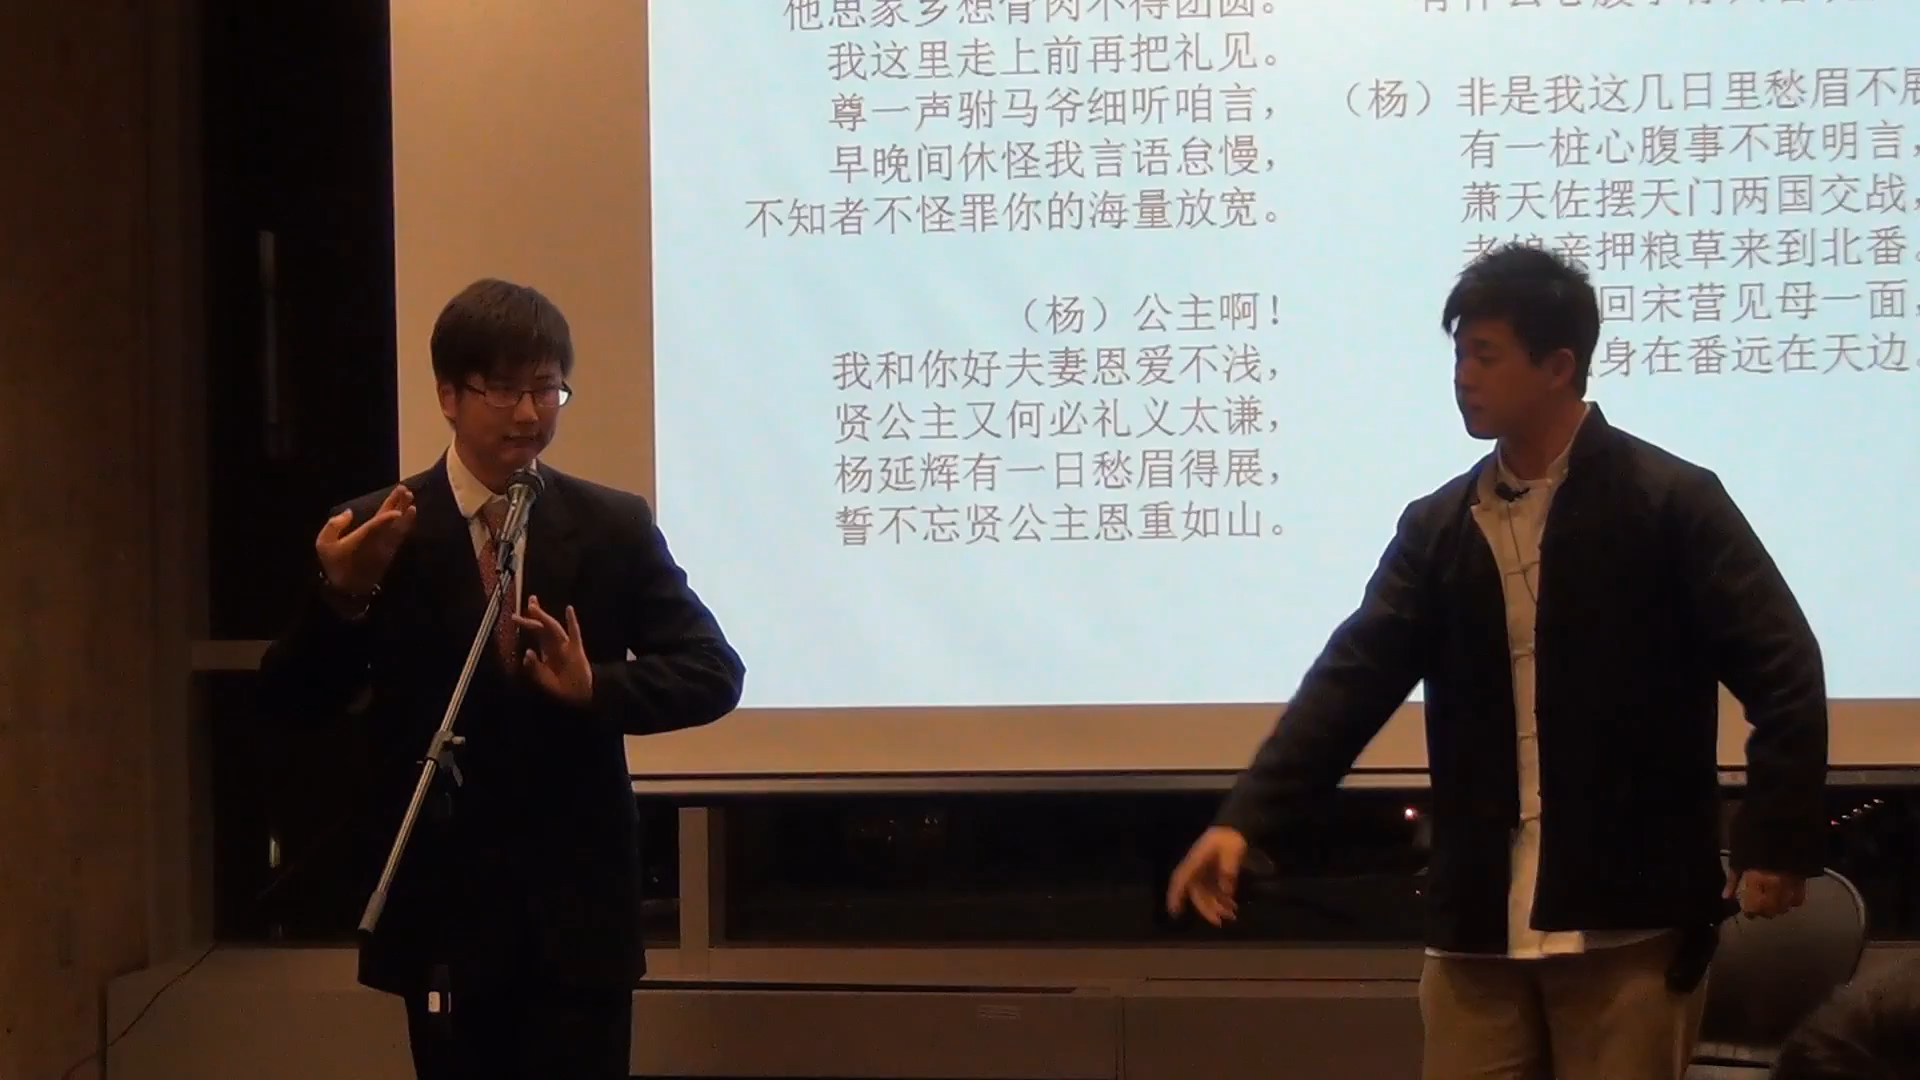 他思家乡想骨肉不得团圆。
我这里走上前再把礼见。
尊一声驸马爷细听咱言，
早晚间休怪我言语怠慢，
不知者不怪罪你的海量放宽。
（杨）公主啊！
我和你好夫妻恩爱不浅，
贤公主又何必礼义太谦，
杨延辉有一日愁眉得展，
誓不忘贤公主恩重如山。
（杨）非是我这几日里愁眉不展
有一桩心腹事不敢明言，
萧天佐摆天门两国交战，
老娘亲押粮草来到北番。
回宋营见母一面，
身在番远在天边。